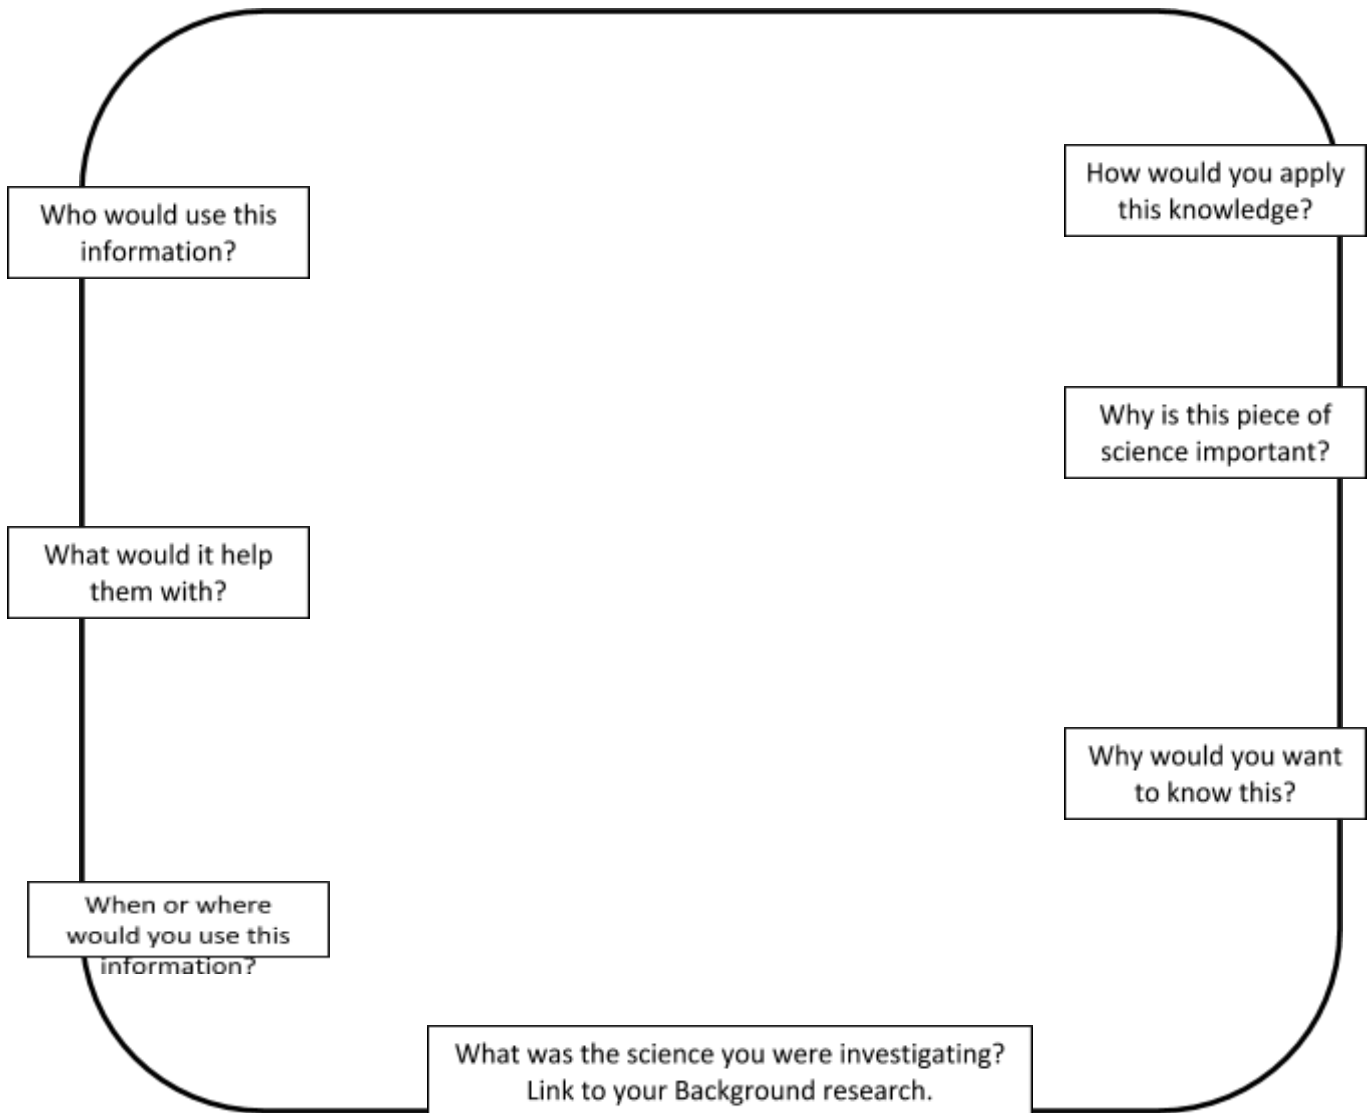 How would you apply
this knowledge?
Who would use this
information?
Why is this piece of
science important?
What would it help
them with?
Why would you want
to know this?
When or where
would you use this
information?
What was the science you were investigating?
Link to your Background research.